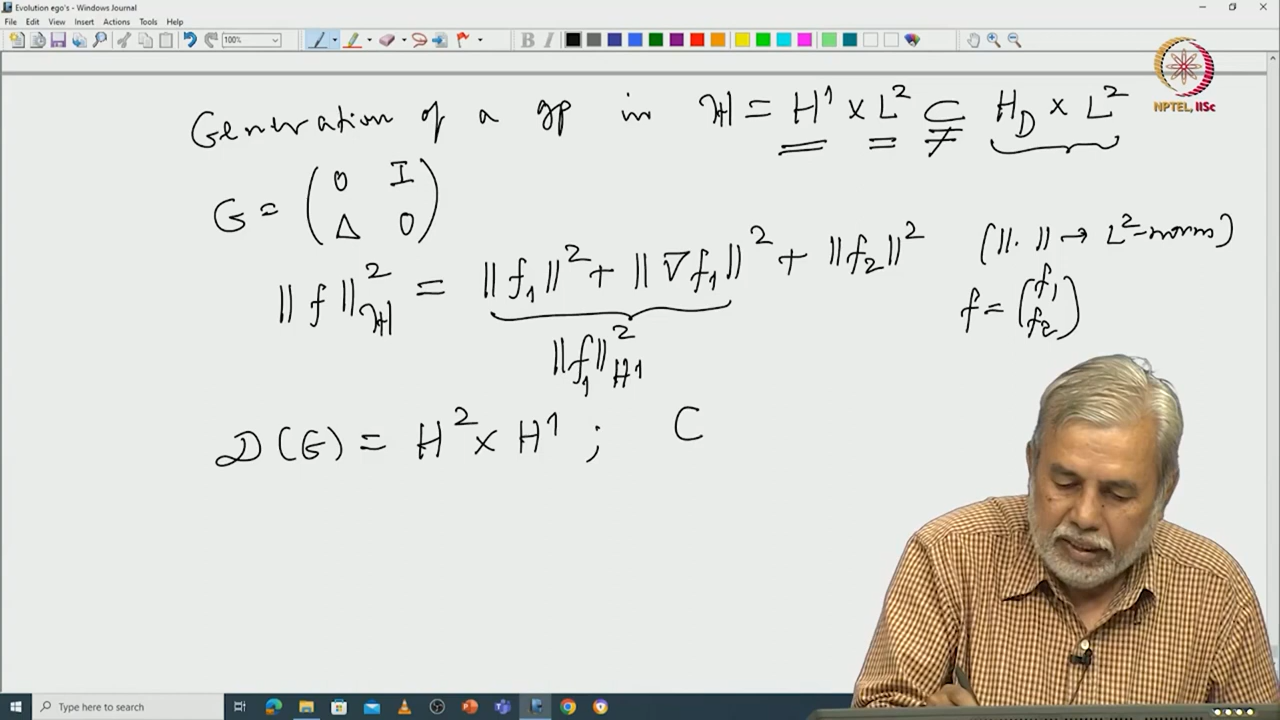 Evolution eqo's - Windows Journal
File Edit View Insert Actions Tools Help
100% B I
NPTEL, IISc
Generation of a gp in ℋ = H¹ × L² ⊊ H_D × L²
G = ( 0 I
Δ 0 )
‖f‖²_ℋ = ‖f₁‖² + ‖∇f₁‖² + ‖f₂‖² (‖.‖ → L²-norm)
‖f₁‖²_H¹ f = (f₁
f₂)
𝒟(G) = H² × H¹ ; C
Type here to search